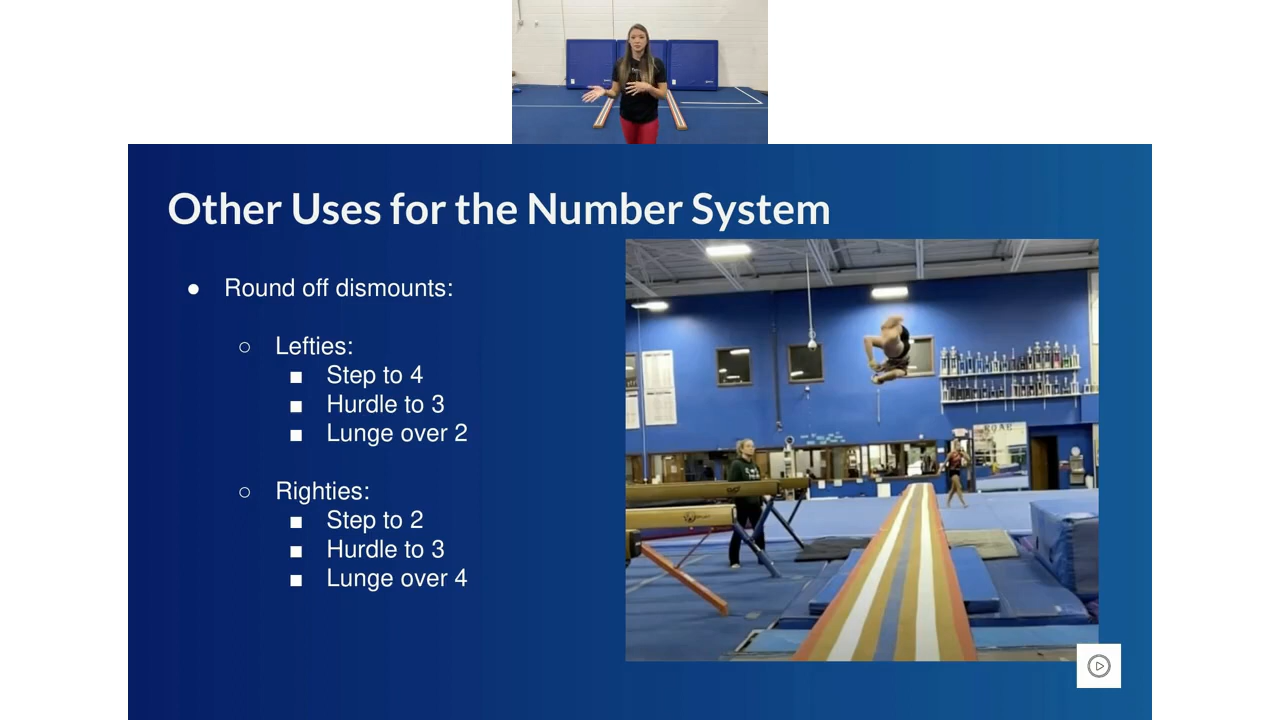 Other Uses for the Number System
● Round off dismounts:
○ Lefties:
■ Step to 4
■ Hurdle to 3
■ Lunge over 2
○ Righties:
■ Step to 2
■ Hurdle to 3
■ Lunge over 4